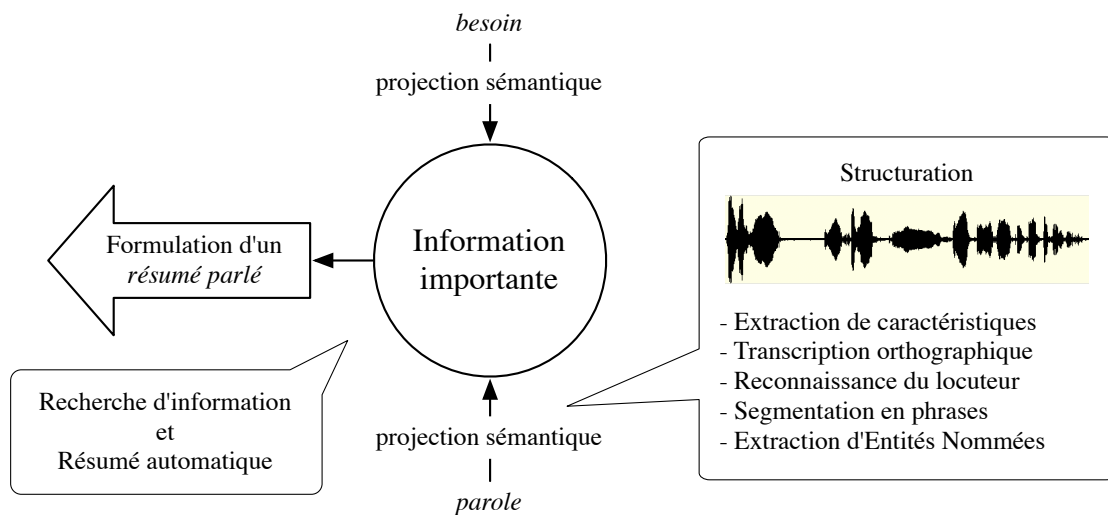 besoin
projection sémantique
Information
importante
Formulation d'un
résumé parlé
Structuration
- Extraction de caractéristiques
- Transcription orthographique
- Reconnaissance du locuteur
- Segmentation en phrases
- Extraction d'Entités Nommées
Recherche d'information
et
Résumé automatique
projection sémantique
parole